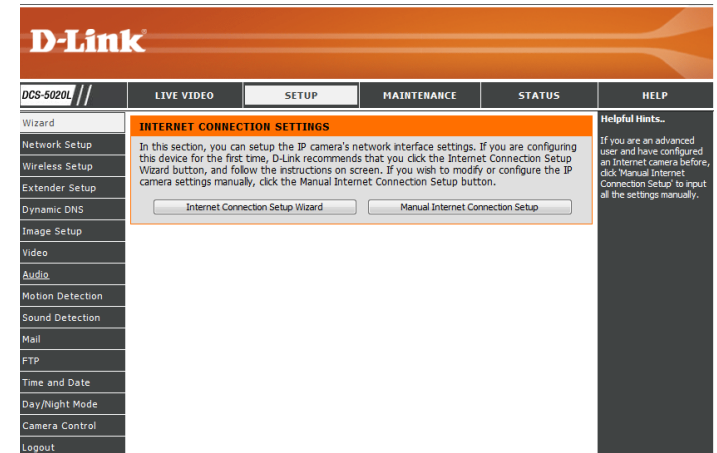 D-Link
DCS-5020L
LIVE VIDEO
SETUP
MAINTENANCE
STATUS
HELP
Wizard
Network Setup
Wireless Setup
Extender Setup
Dynamic DNS
Image Setup
Video
Audio
Motion Detection
Sound Detection
Mail
FTP
Time and Date
Day/Night Mode
Camera Control
Logout
INTERNET CONNECTION SETTINGS
In this section, you can setup the IP camera's network interface settings. If you are configuring
this device for the first time, D-Link recommends that you click the Internet Connection Setup
Wizard button, and follow the instructions on screen. If you wish to modify or configure the IP
camera settings manually, click the Manual Internet Connection Setup button.
Internet Connection Setup Wizard
Manual Internet Connection Setup
Helpful Hints..
If you are an advanced
user and have configured
an Internet camera before,
click 'Manual Internet
Connection Setup' to input
all the settings manually.